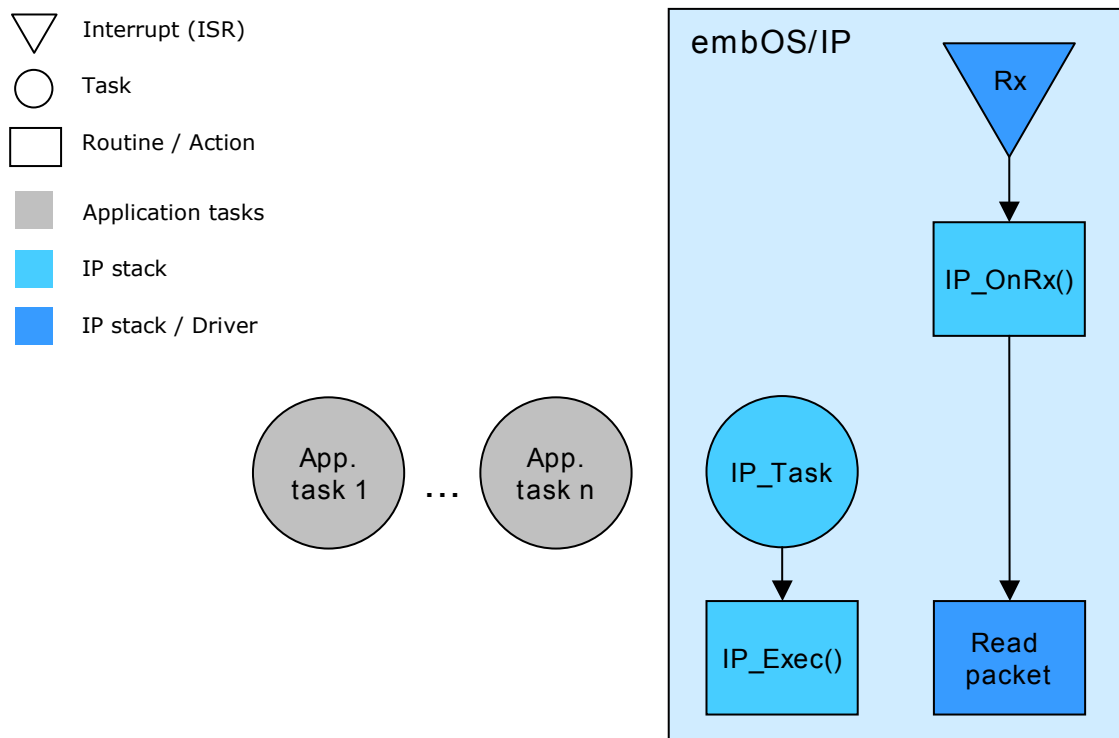 Interrupt (ISR)
Task
Routine / Action
Application tasks
IP stack
IP stack / Driver
embOS/IP
Rx
IP_OnRx()
App.
task 1
...
App.
task n
IP_Task
IP_Exec()
Read
packet